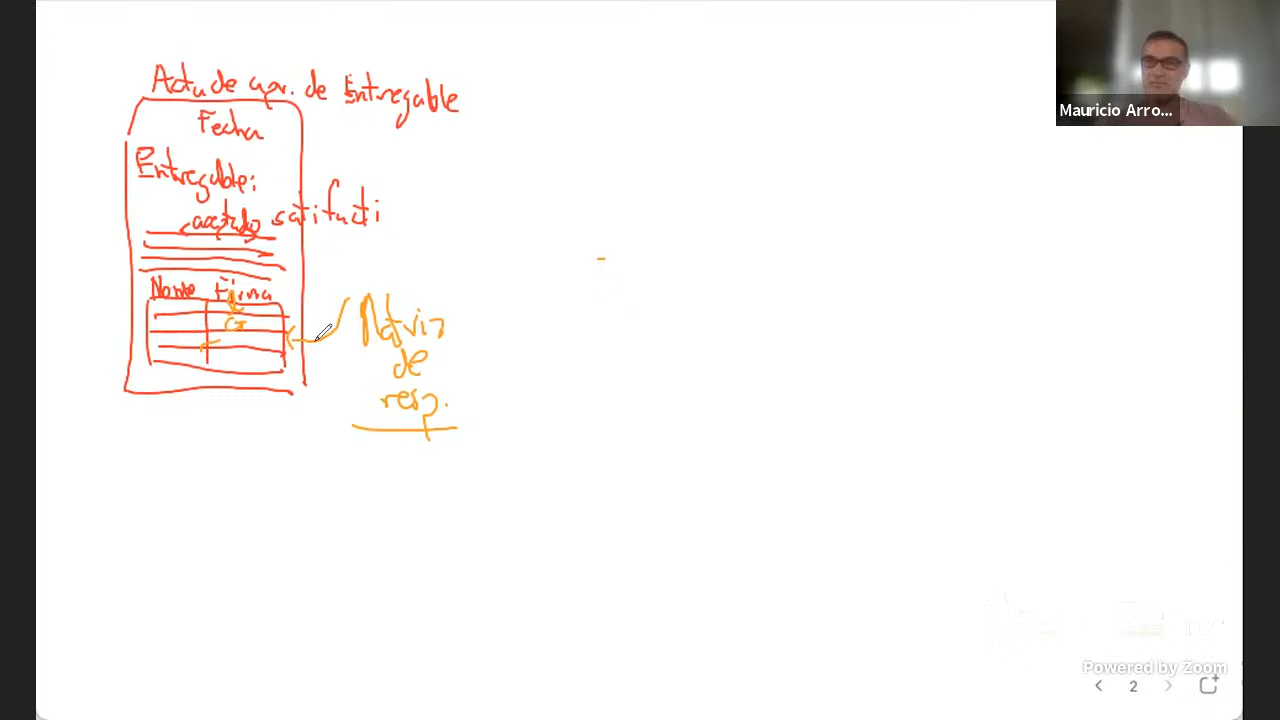 Acta de apr. de Entregable
Fecha
Entregable:
aceptado satifacti
Nombre Firma
Matriz
de
resp.
Mauricio Arro...
Powered by Zoom
2